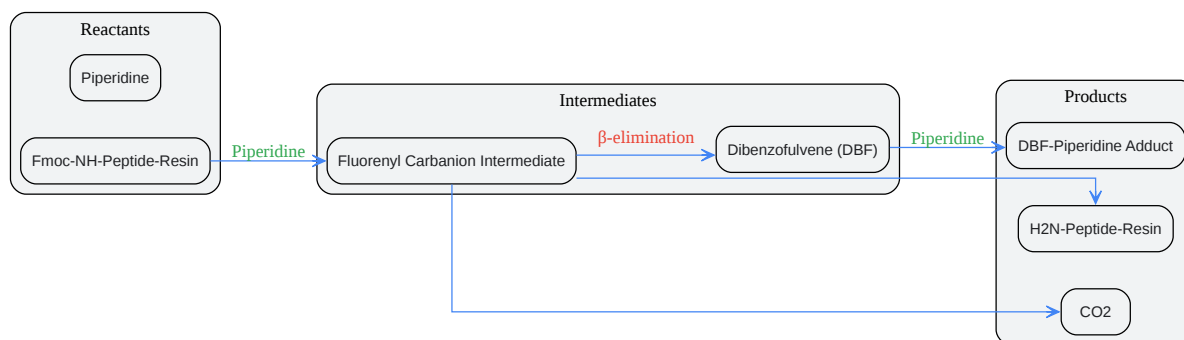 Reactants
Piperidine
Fmoc-NH-Peptide-Resin
Piperidine
Intermediates
Fluorenyl Carbanion Intermediate
β-elimination
Dibenzofulvene (DBF)
Piperidine
Products
DBF-Piperidine Adduct
H2N-Peptide-Resin
CO2